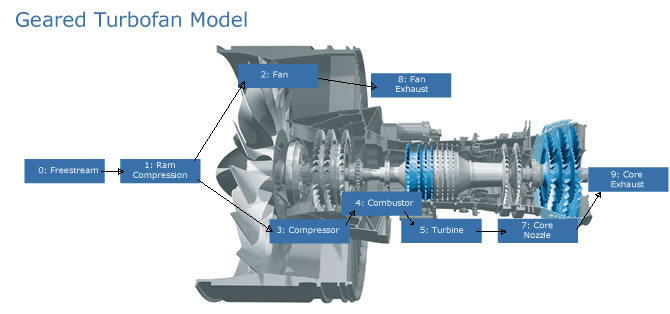 Geared Turbofan Model
2: Fan
8: Fan
Exhaust
0: Freestream
1: Ram
Compression
9: Core
Exhaust
4: Combustor
3: Compressor
5: Turbine
7: Core
Nozzle